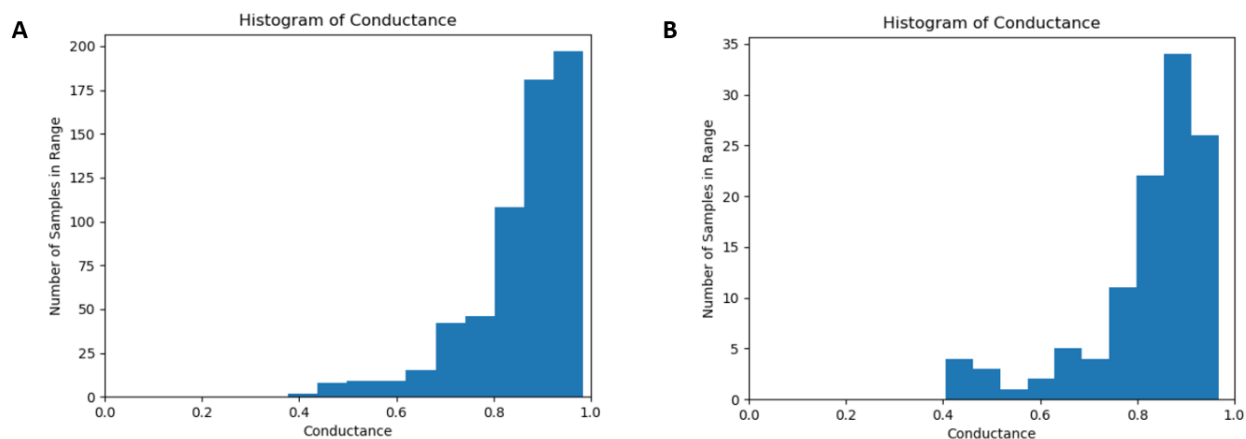 A
Histogram of Conductance
Number of Samples in Range
200
175
150
125
100
75
50
25
0
0.0 0.2 0.4 0.6 0.8 1.0
Conductance
B
Histogram of Conductance
Number of Samples in Range
35
30
25
20
15
10
5
0
0.0 0.2 0.4 0.6 0.8 1.0
Conductance